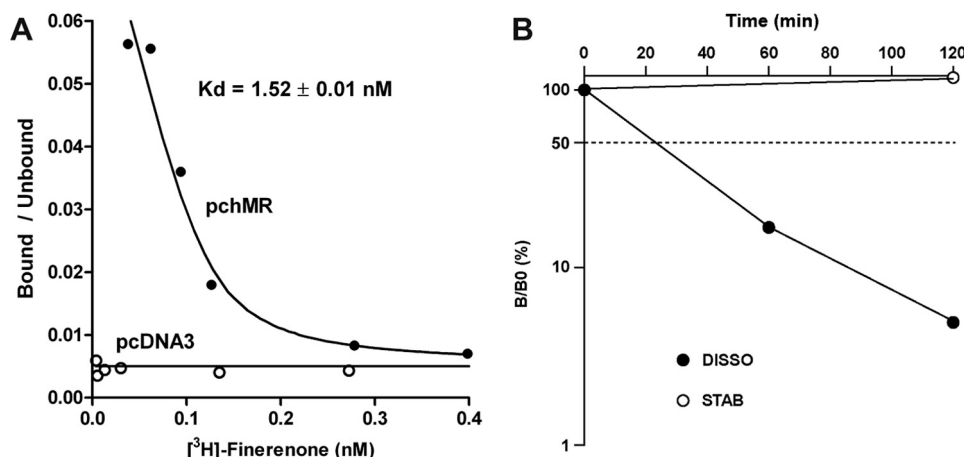 A
0.06
0.05
0.04
0.03
0.02
0.01
0.00
Bound / Unbound
Kd = 1.52 ± 0.01 nM
pchMR
pcDNA3
0.0 0.1 0.2 0.3 0.4
[³H]-Finerenone (nM)
B
Time (min)
0 20 40 60 80 100 120
100
50
10
1
B/B0 (%)
DISSO
STAB